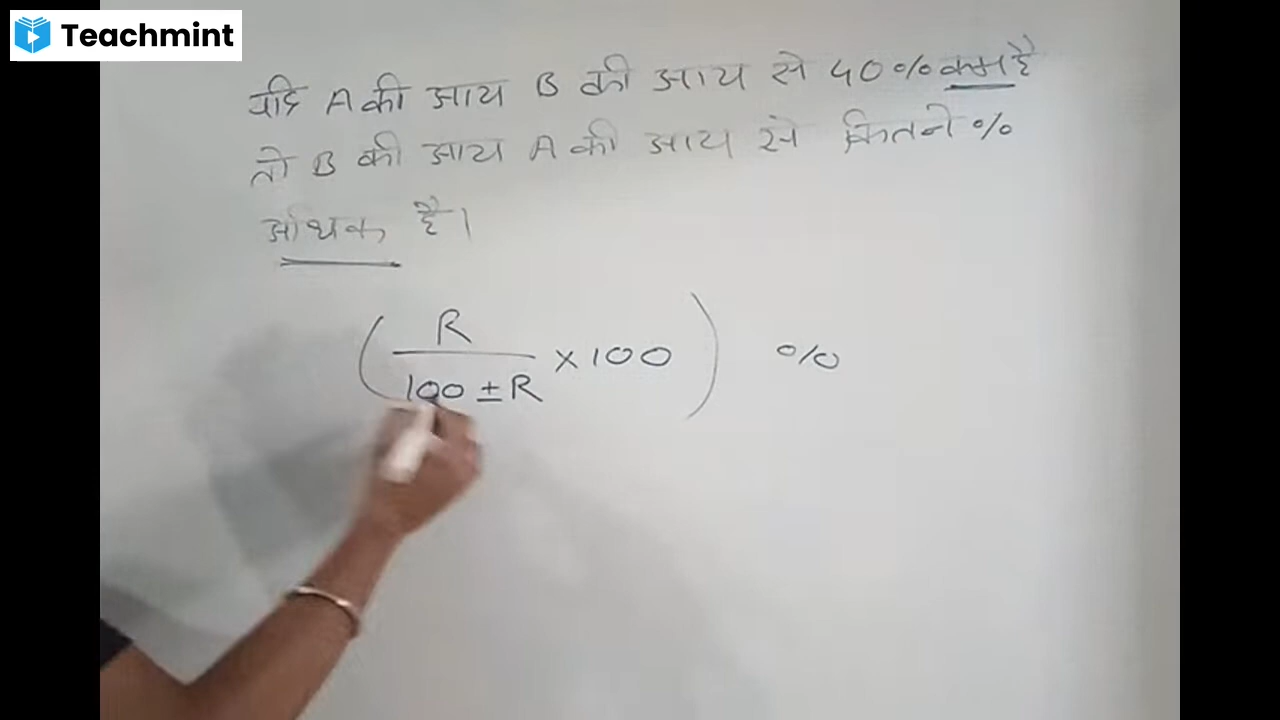 Teachmint
यदि A की आय B की आय से 40% कम है
तो B की आय A की आय से कितने %
अधिक है।
( R / 100 ± R × 100 ) %